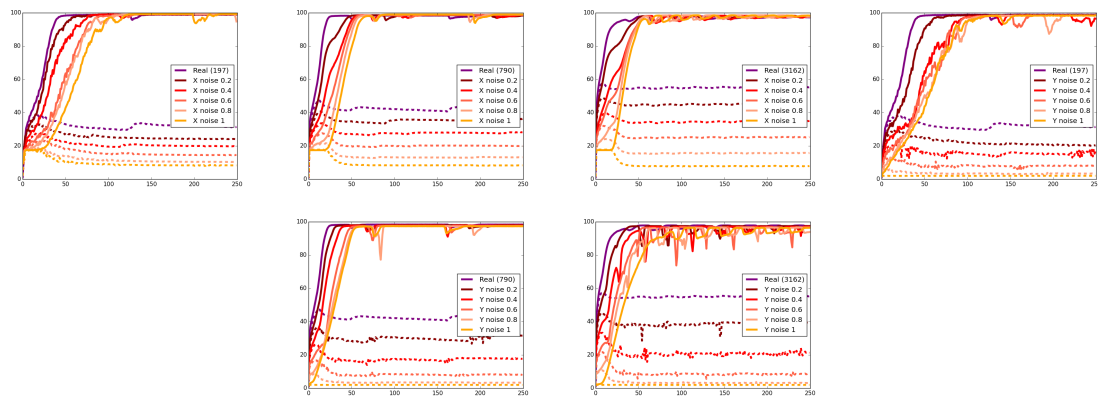 100
80
60
40
20
0
0 50 100 150 200 250
Real (197)
X noise 0.2
X noise 0.4
X noise 0.6
X noise 0.8
X noise 1
100
80
60
40
20
0
0 50 100 150 200 250
Real (790)
X noise 0.2
X noise 0.4
X noise 0.6
X noise 0.8
X noise 1
100
80
60
40
20
0
0 50 100 150 200 250
Real (3162)
X noise 0.2
X noise 0.4
X noise 0.6
X noise 0.8
X noise 1
100
80
60
40
20
0
0 50 100 150 200 250
Real (197)
Y noise 0.2
Y noise 0.4
Y noise 0.6
Y noise 0.8
Y noise 1
100
80
60
40
20
0
0 50 100 150 200 250
Real (790)
Y noise 0.2
Y noise 0.4
Y noise 0.6
Y noise 0.8
Y noise 1
100
80
60
40
20
0
0 50 100 150 200 250
Real (3162)
Y noise 0.2
Y noise 0.4
Y noise 0.6
Y noise 0.8
Y noise 1